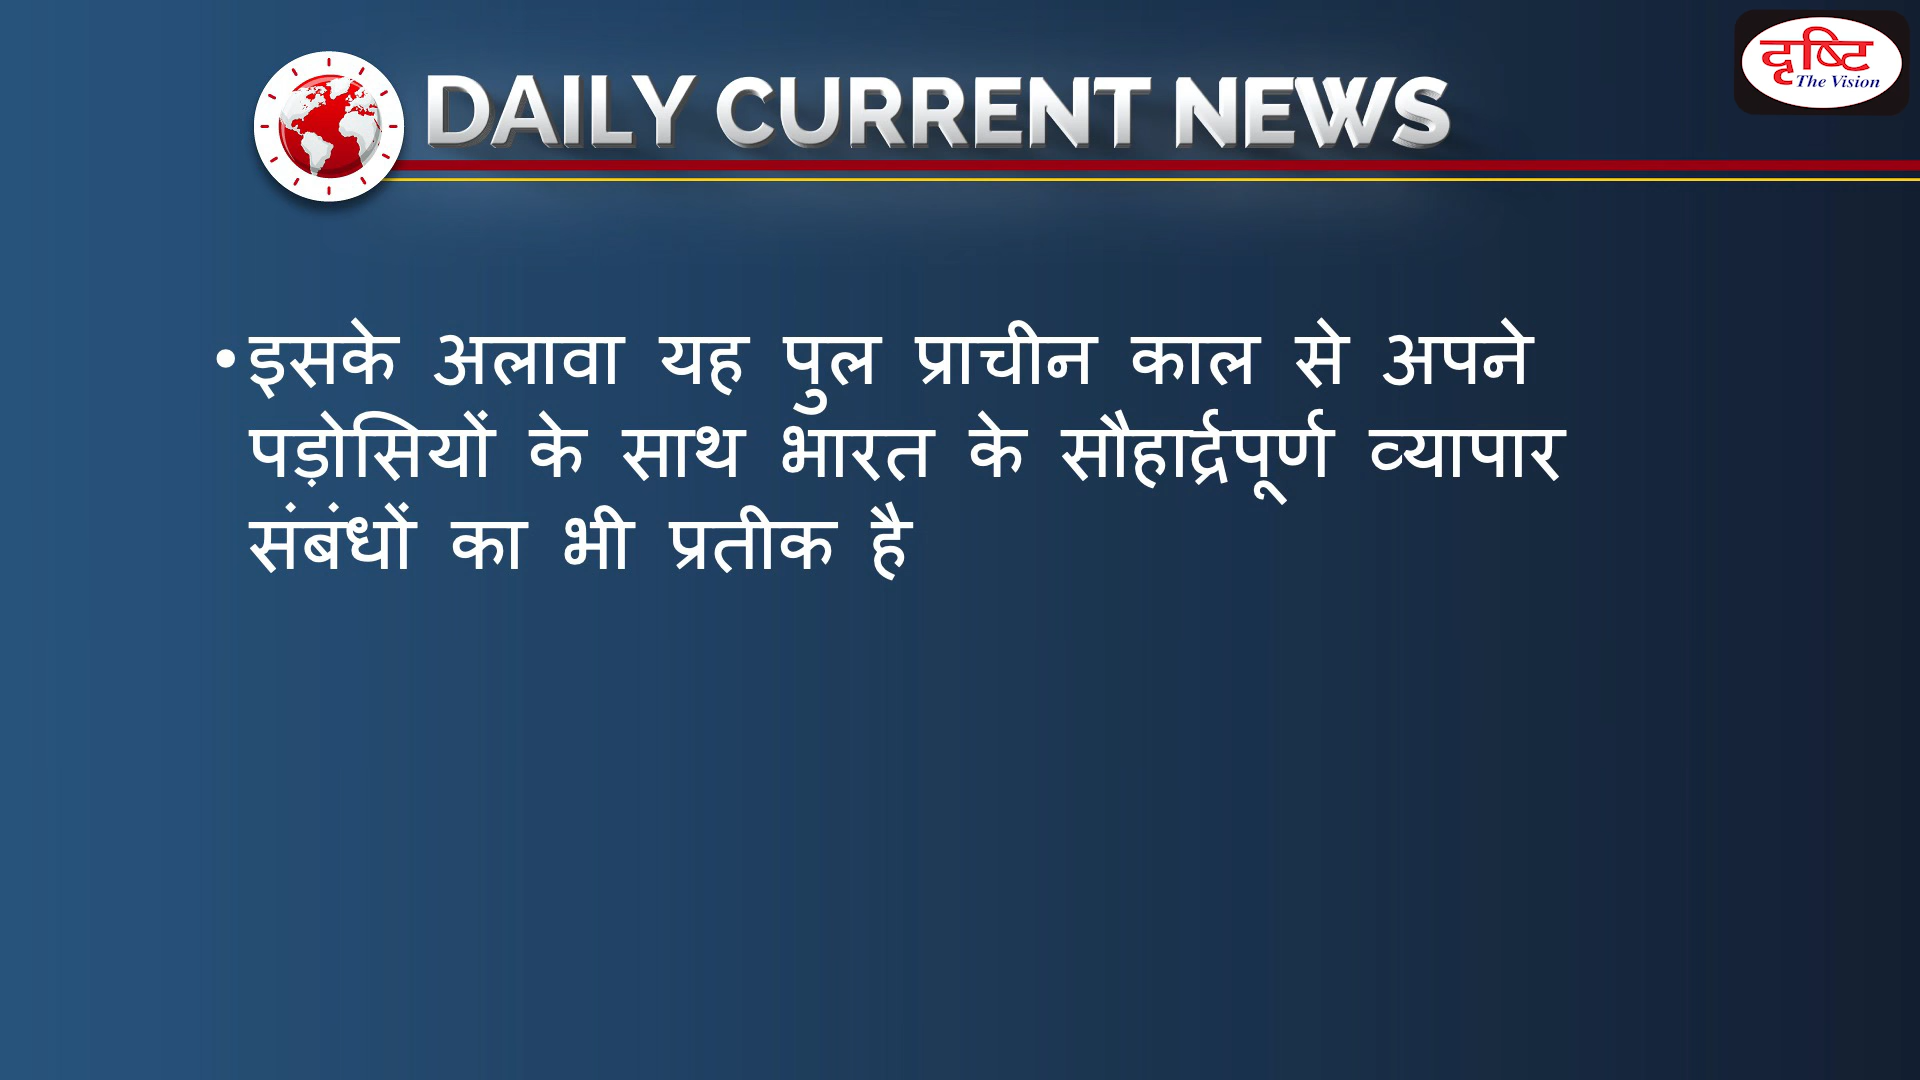 DAILY CURRENT NEWS
दृष्टि
The Vision
•इसके अलावा यह पुल प्राचीन काल से अपने
पड़ोसियों के साथ भारत के सौहार्द्रपूर्ण व्यापार
संबंधों का भी प्रतीक है